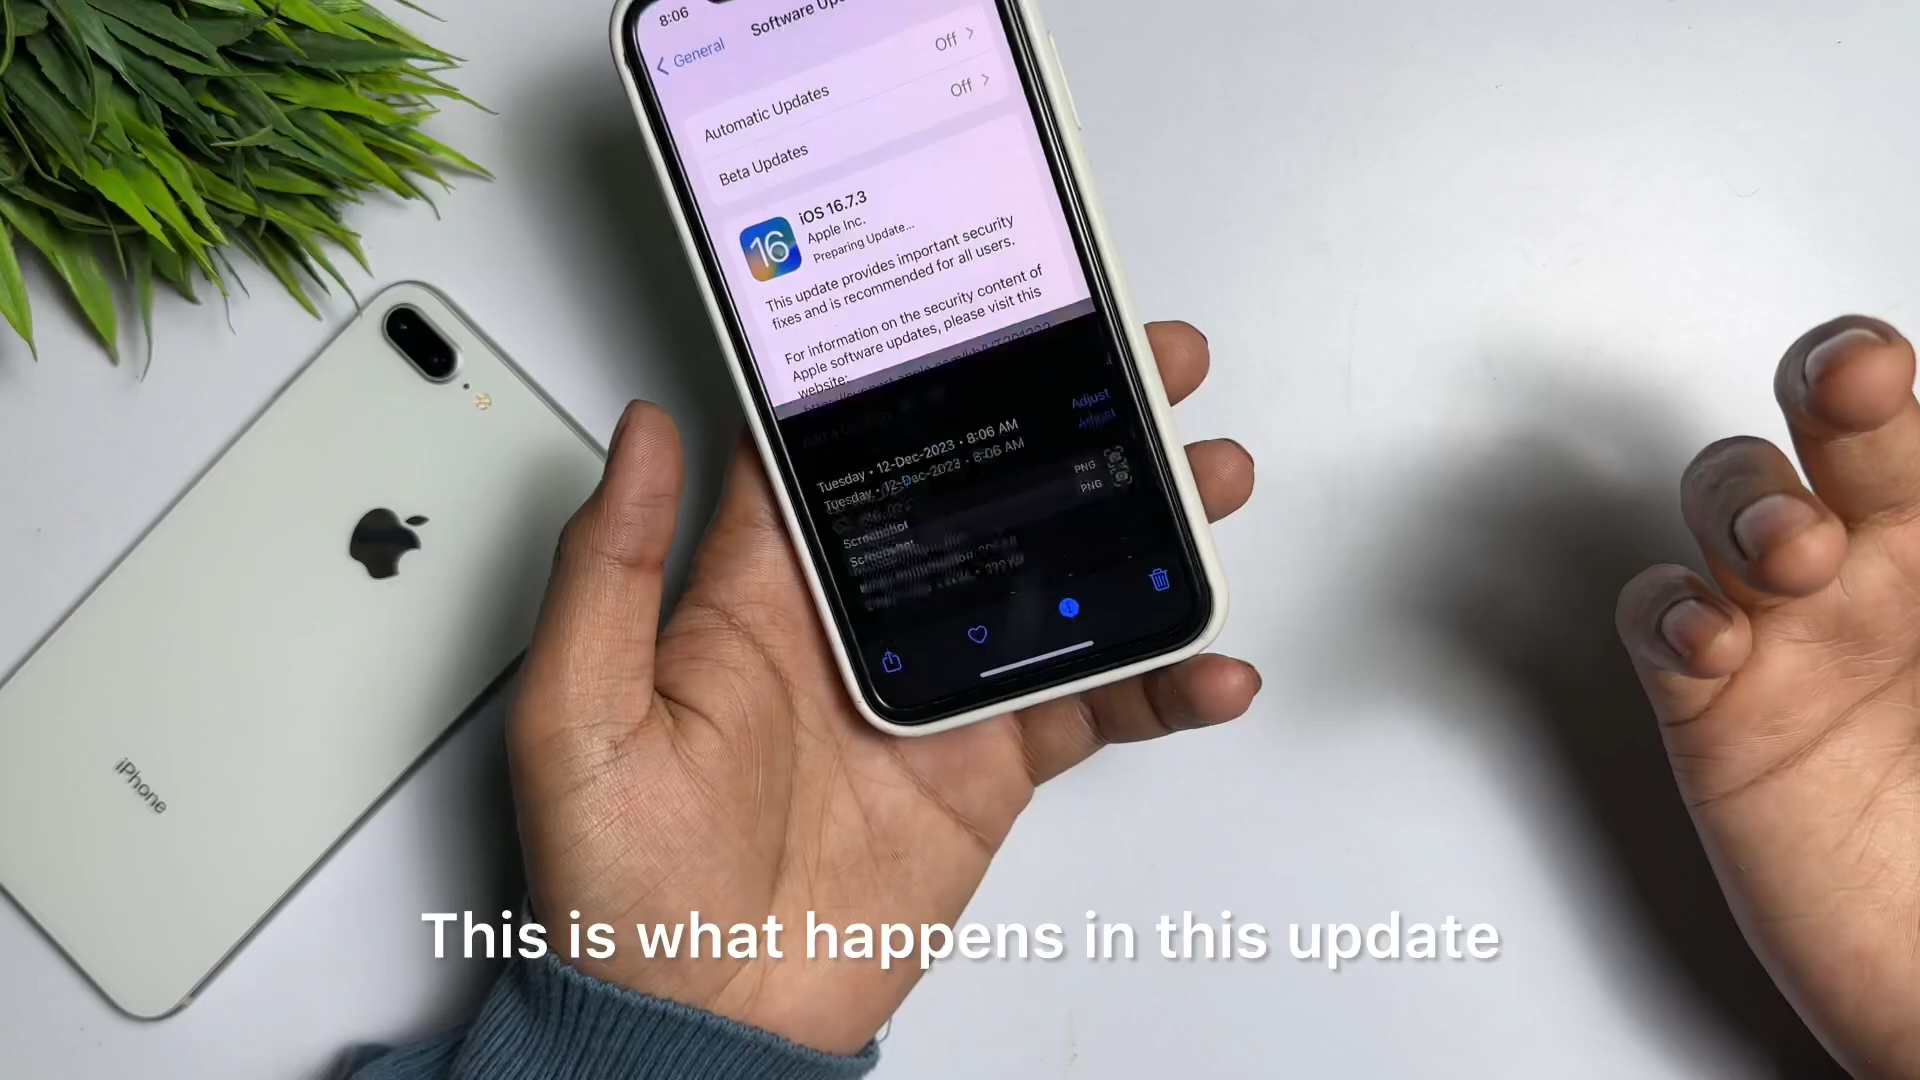 8:06
General
Automatic Updates
Off
Beta Updates
Off
16
iOS 16.7.3
Apple Inc.
Preparing Update...
This update provides important security
fixes and is recommended for all users.
For information on the security content of
Apple software updates, please visit this
website:
Adjust
Adjust
Tuesday • 12-Dec-2023 • 8:06 AM
Tuesday • 12-Dec-2023 • 8:06 AM
PNG
PNG
Screenshot
Screenshot
iPhone
This is what happens in this update